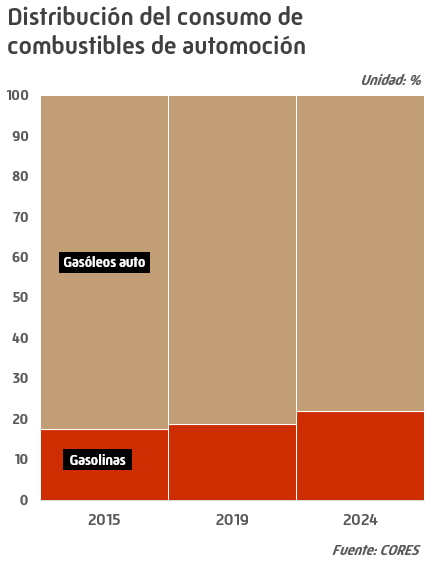 Distribución del consumo de
combustibles de automoción
Unidad: %
100
90
80
70
60
Gasóleos auto
50
40
30
20
10
Gasolinas
0
2015 2019 2024
Fuente: CORES